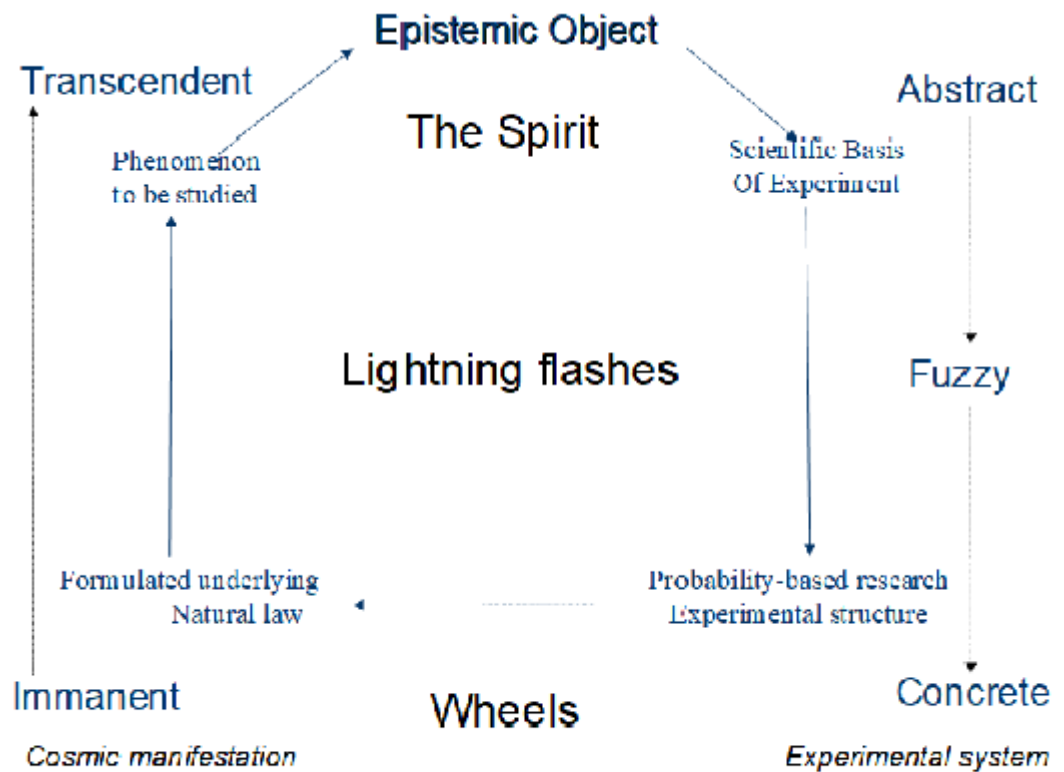 Epistemic Object
Transcendent
Abstract
The Spirit
Phenomenon
to be studied
Scientific Basis
Of Experiment
Lightning flashes
Fuzzy
Formulated underlying
Natural law
Probability-based research
Experimental structure
Immanent
Wheels
Concrete
Cosmic manifestation
Experimental system